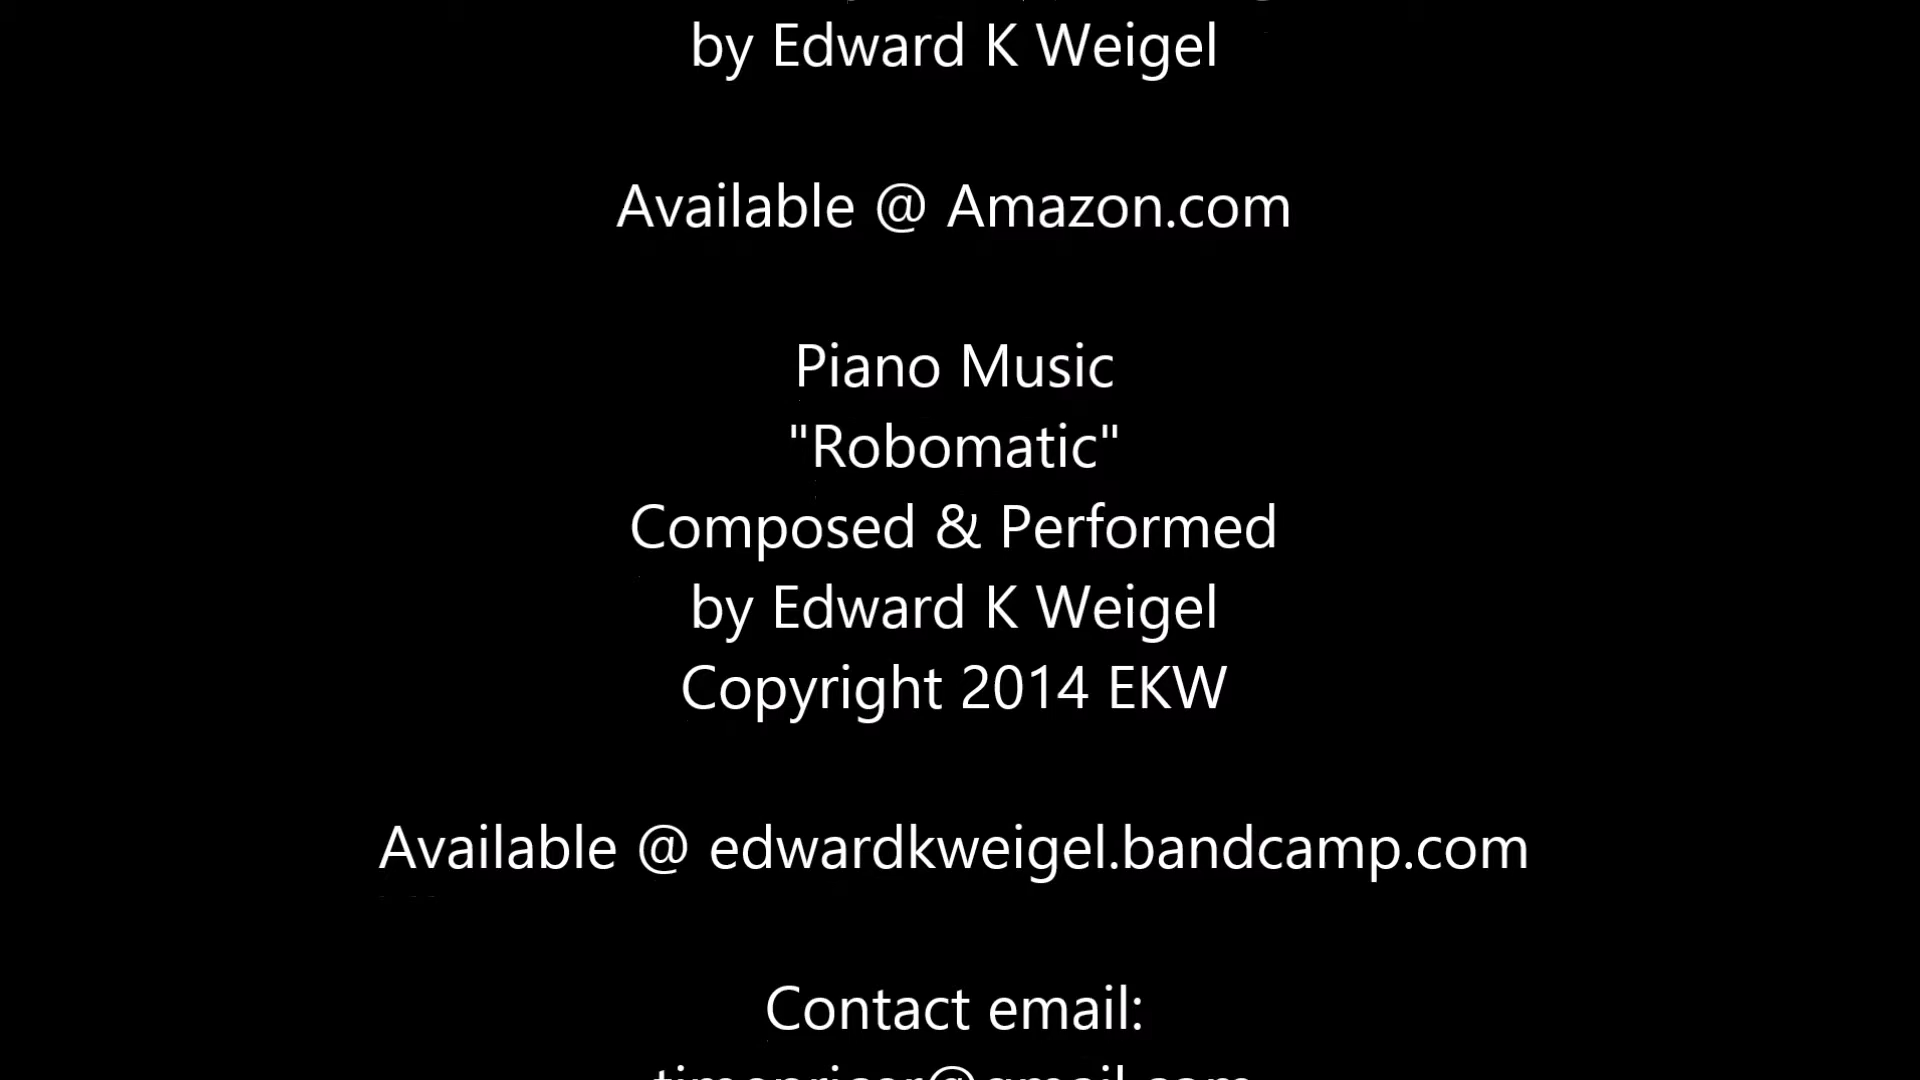 by Edward K Weigel
Available @ Amazon.com
Piano Music
"Robomatic"
Composed & Performed
by Edward K Weigel
Copyright 2014 EKW
Available @ edwardkweigel.bandcamp.com
Contact email: